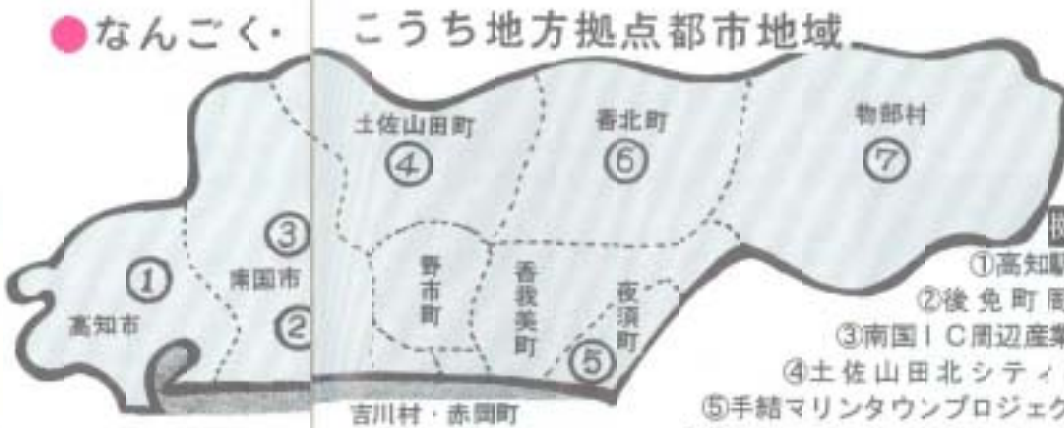 ●なんごく・こうち地方拠点都市地域
土佐山田町
④
香北町
⑥
物部村
⑦
③
南国市
②
①
高知市
野市町
香我美町
夜須町
⑤
吉川村・赤岡町
①高知駅
②後免町
③南国IC周辺産業
④土佐山田北シティ
⑤手結マリンタウンプロジェク